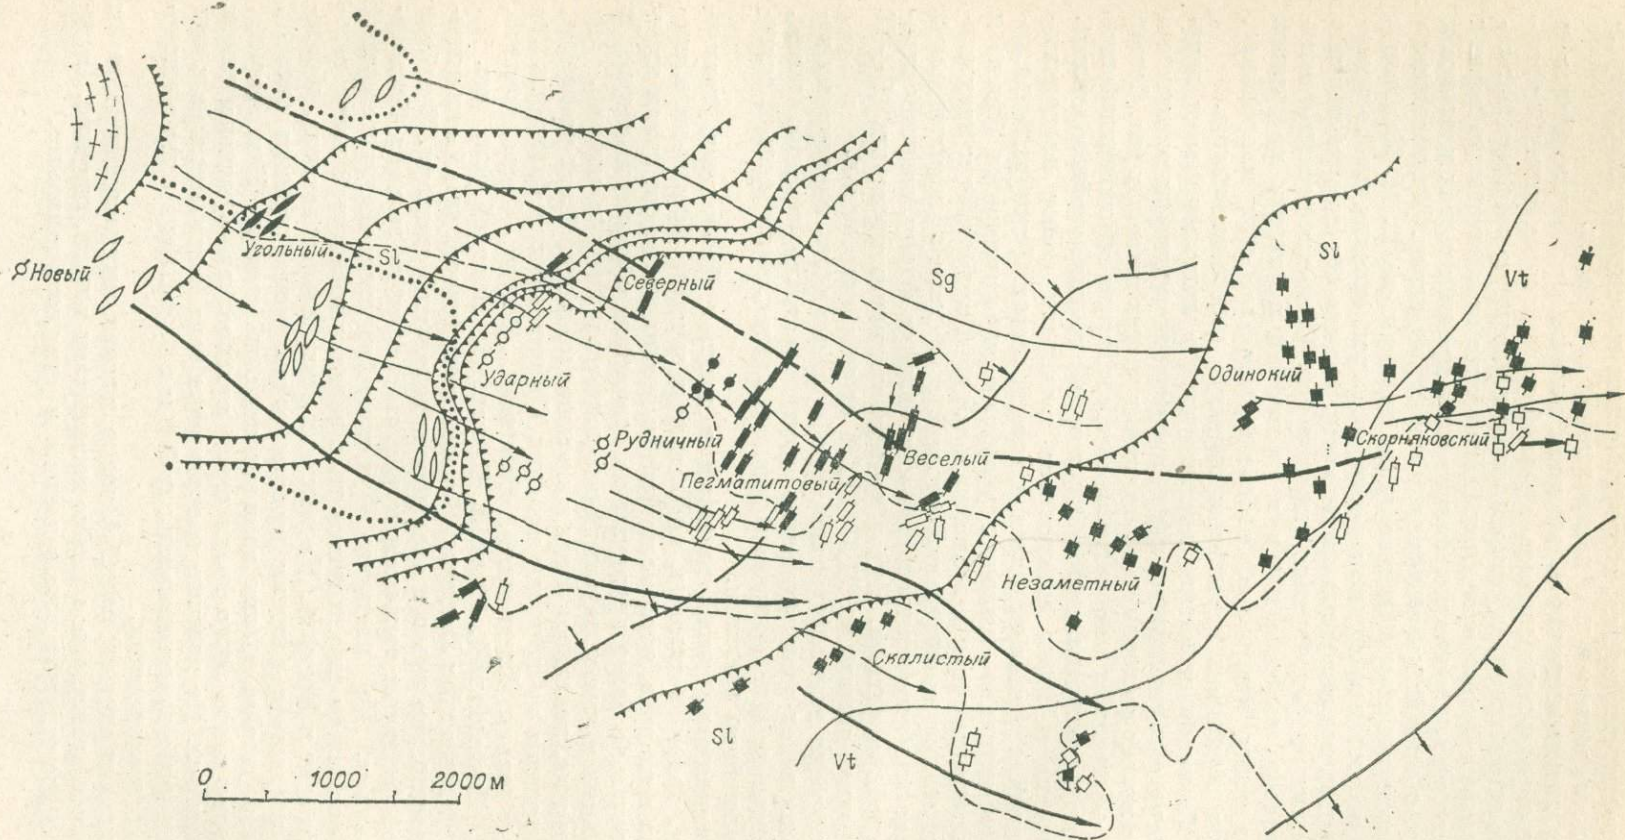 Sl
Sg
Vt
Угольный
Sl
Новый
Северный
Ударный
Одинокий
Рудничный
Скорняковский
Веселый
Пегматитовый
Незаметный
Скалистый
Sl
Vt
0 1000 2000 м